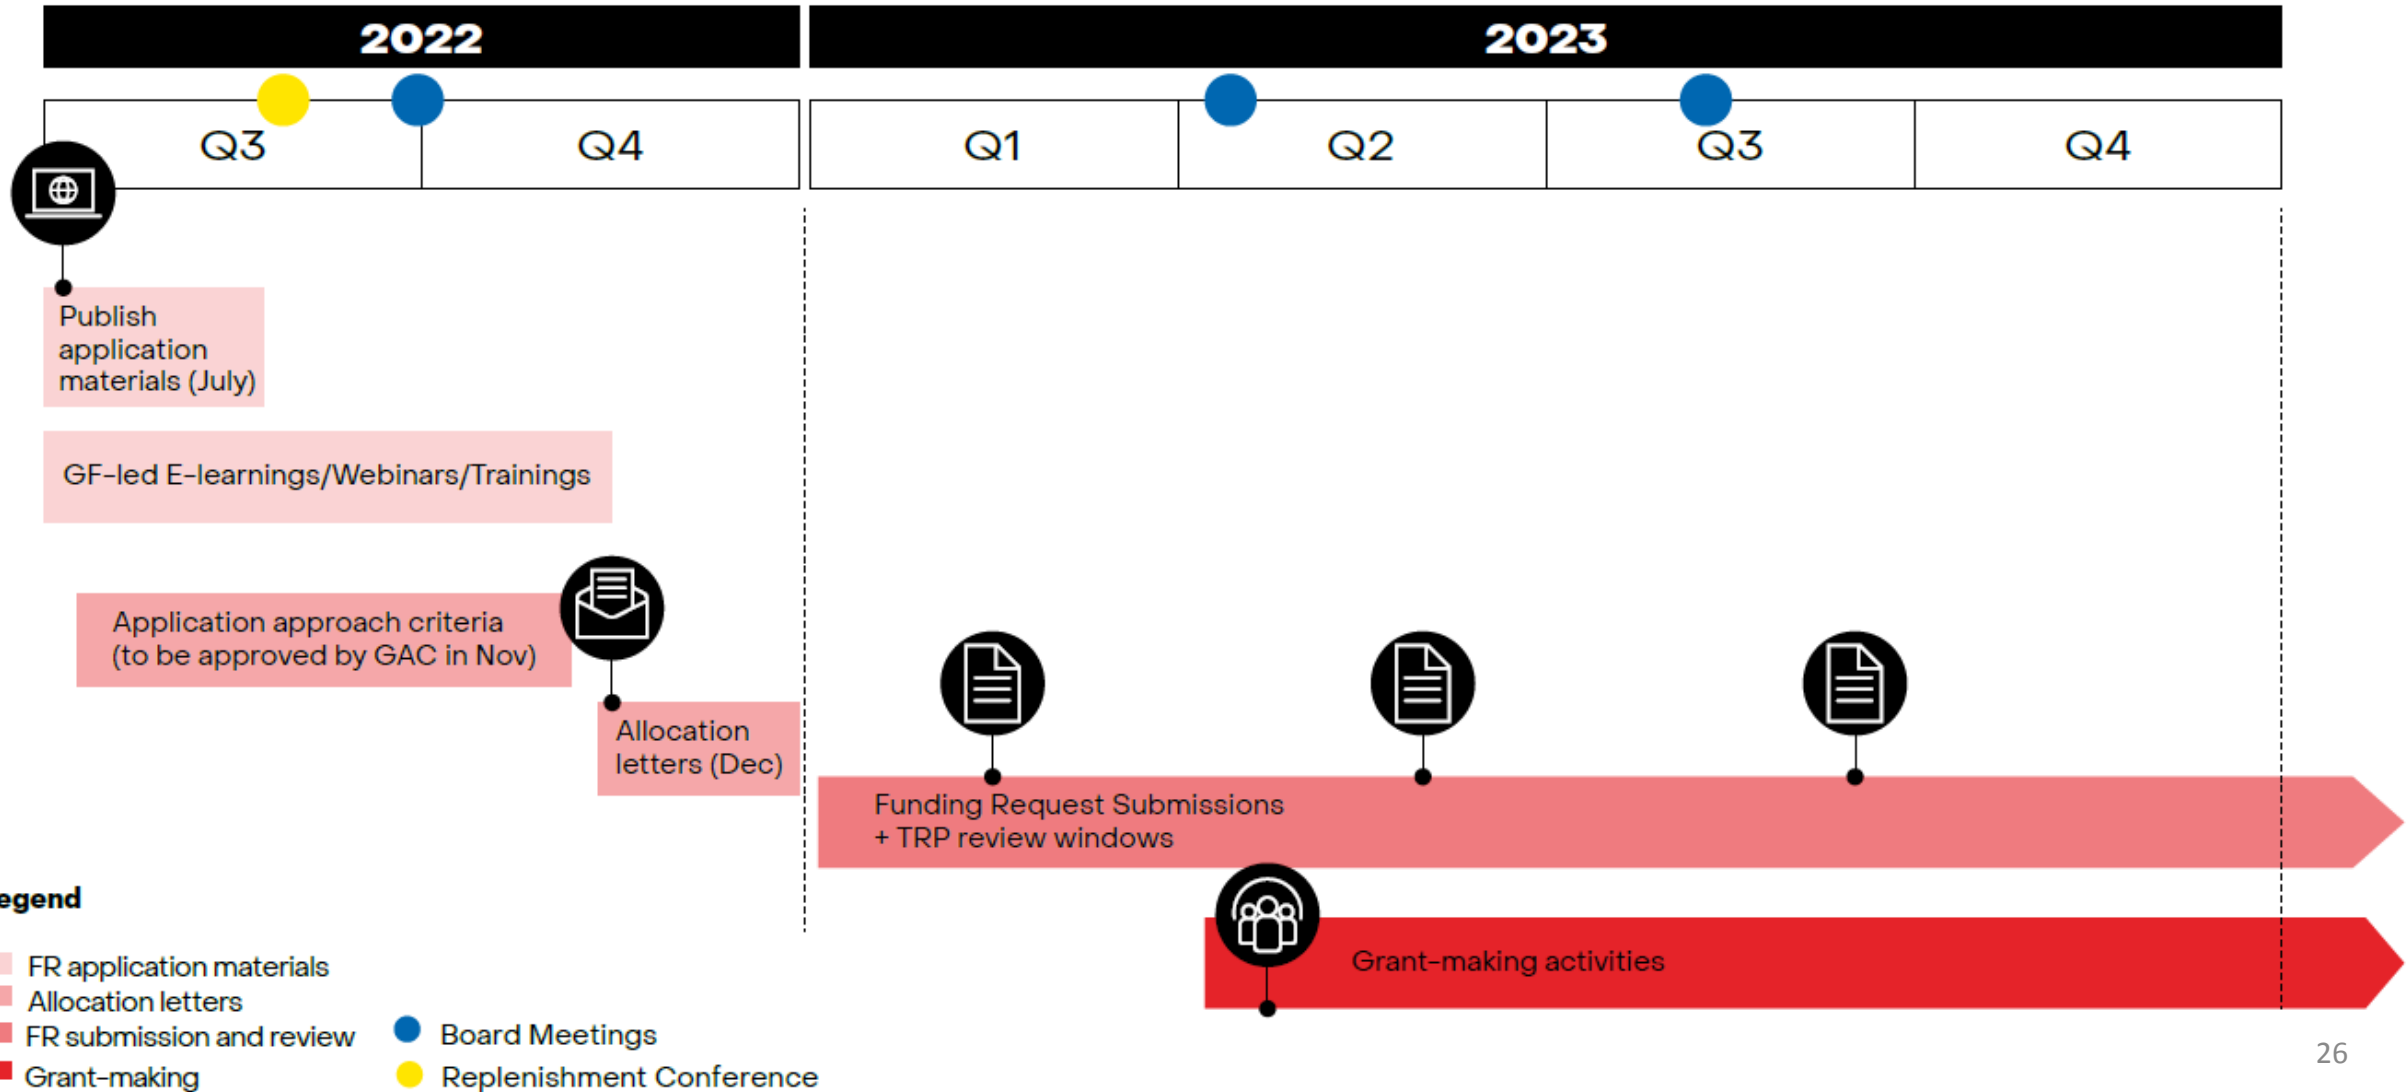 2022
2023
Q3
Q4
Q1
Q2
Q3
Q4
Publish
application
materials (July)
GF-led E-learnings/Webinars/Trainings
Application approach criteria
(to be approved by GAC in Nov)
Allocation
letters (Dec)
Funding Request Submissions
+ TRP review windows
Grant-making activities
egend
FR application materials
Allocation letters
FR submission and review
Grant-making
Board Meetings
Replenishment Conference
26